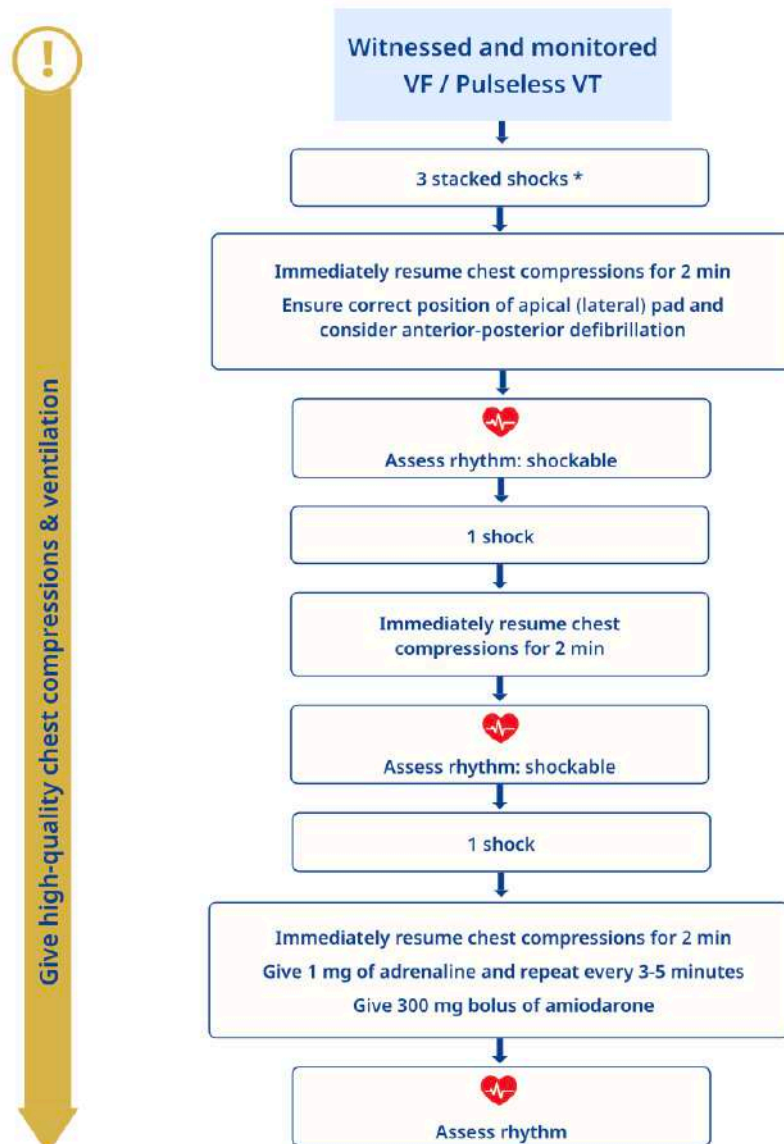 !
Give high-quality chest compressions & ventilation
Witnessed and monitored
VF / Pulseless VT
3 stacked shocks *
Immediately resume chest compressions for 2 min
Ensure correct position of apical (lateral) pad and
consider anterior-posterior defibrillation
Assess rhythm: shockable
1 shock
Immediately resume chest
compressions for 2 min
Assess rhythm: shockable
1 shock
Immediately resume chest compressions for 2 min
Give 1 mg of adrenaline and repeat every 3-5 minutes
Give 300 mg bolus of amiodarone
Assess rhythm